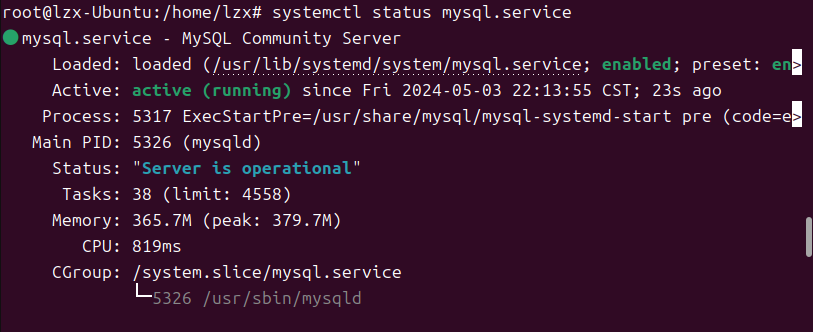 root@lzx-Ubuntu:/home/lzx# systemctl status mysql.service
●mysql.service - MySQL Community Server
Loaded: loaded (/usr/lib/systemd/system/mysql.service; enabled; preset: en>
Active: active (running) since Fri 2024-05-03 22:13:55 CST; 23s ago
Process: 5317 ExecStartPre=/usr/share/mysql/mysql-systemd-start pre (code=e>
Main PID: 5326 (mysqld)
Status: "Server is operational"
Tasks: 38 (limit: 4558)
Memory: 365.7M (peak: 379.7M)
CPU: 819ms
CGroup: /system.slice/mysql.service
└─5326 /usr/sbin/mysqld